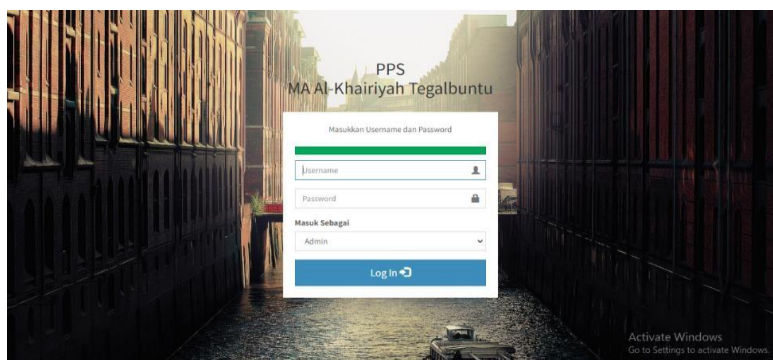 PPS
MA Al-Khairiyah Tegalbuntu
Masukkan Username dan Password
Username
Password
Masuk Sebagai
Admin
Log In
Activate Windows
Go to Settings to activate Windows.